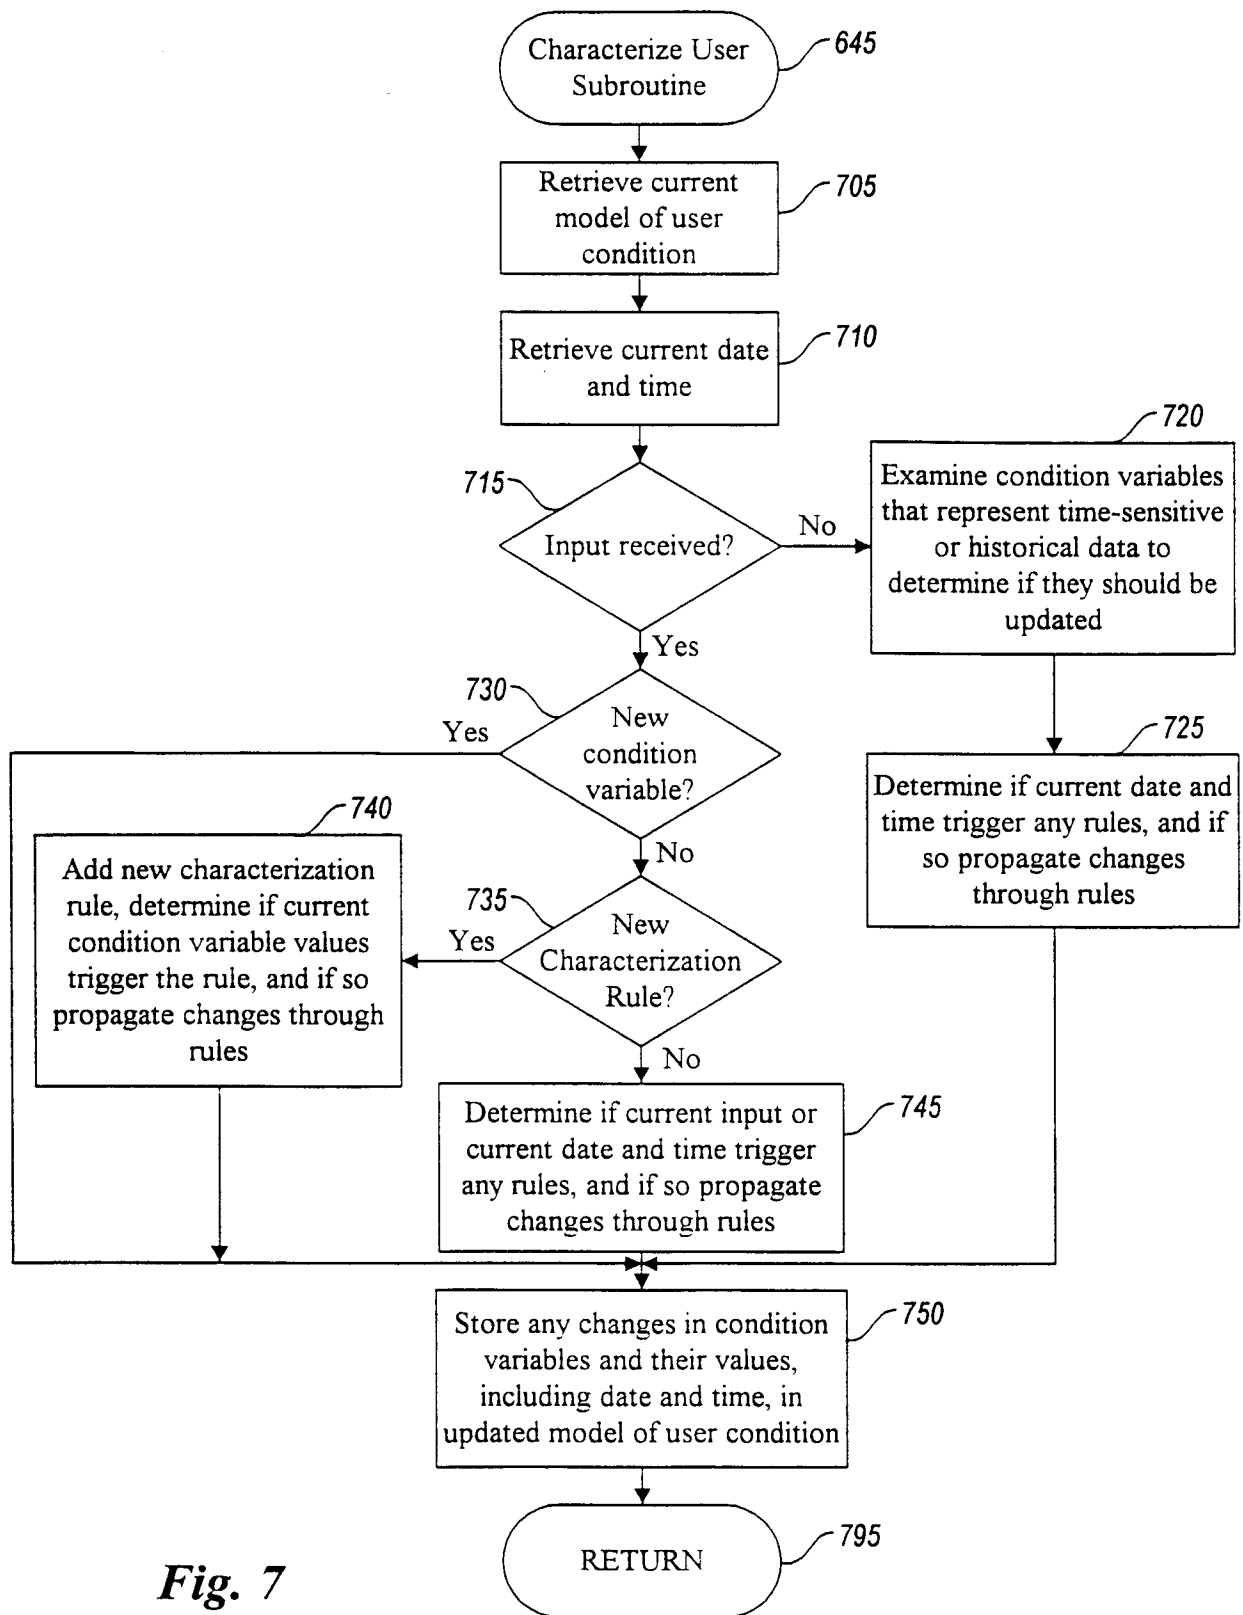 Characterize User
Subroutine
645
Retrieve current
model of user
condition
705
Retrieve current date
and time
710
715
Input received?
No
Yes
720
Examine condition variables
that represent time-sensitive
or historical data to
determine if they should be
updated
730
New
condition
variable?
Yes
No
725
Determine if current date and
time trigger any rules, and if
so propagate changes
through rules
740
Add new characterization
rule, determine if current
condition variable values
trigger the rule, and if so
propagate changes through
rules
735
New
Characterization
Rule?
Yes
No
745
Determine if current input or
current date and time trigger
any rules, and if so propagate
changes through rules
750
Store any changes in condition
variables and their values,
including date and time, in
updated model of user condition
RETURN
795
Fig. 7